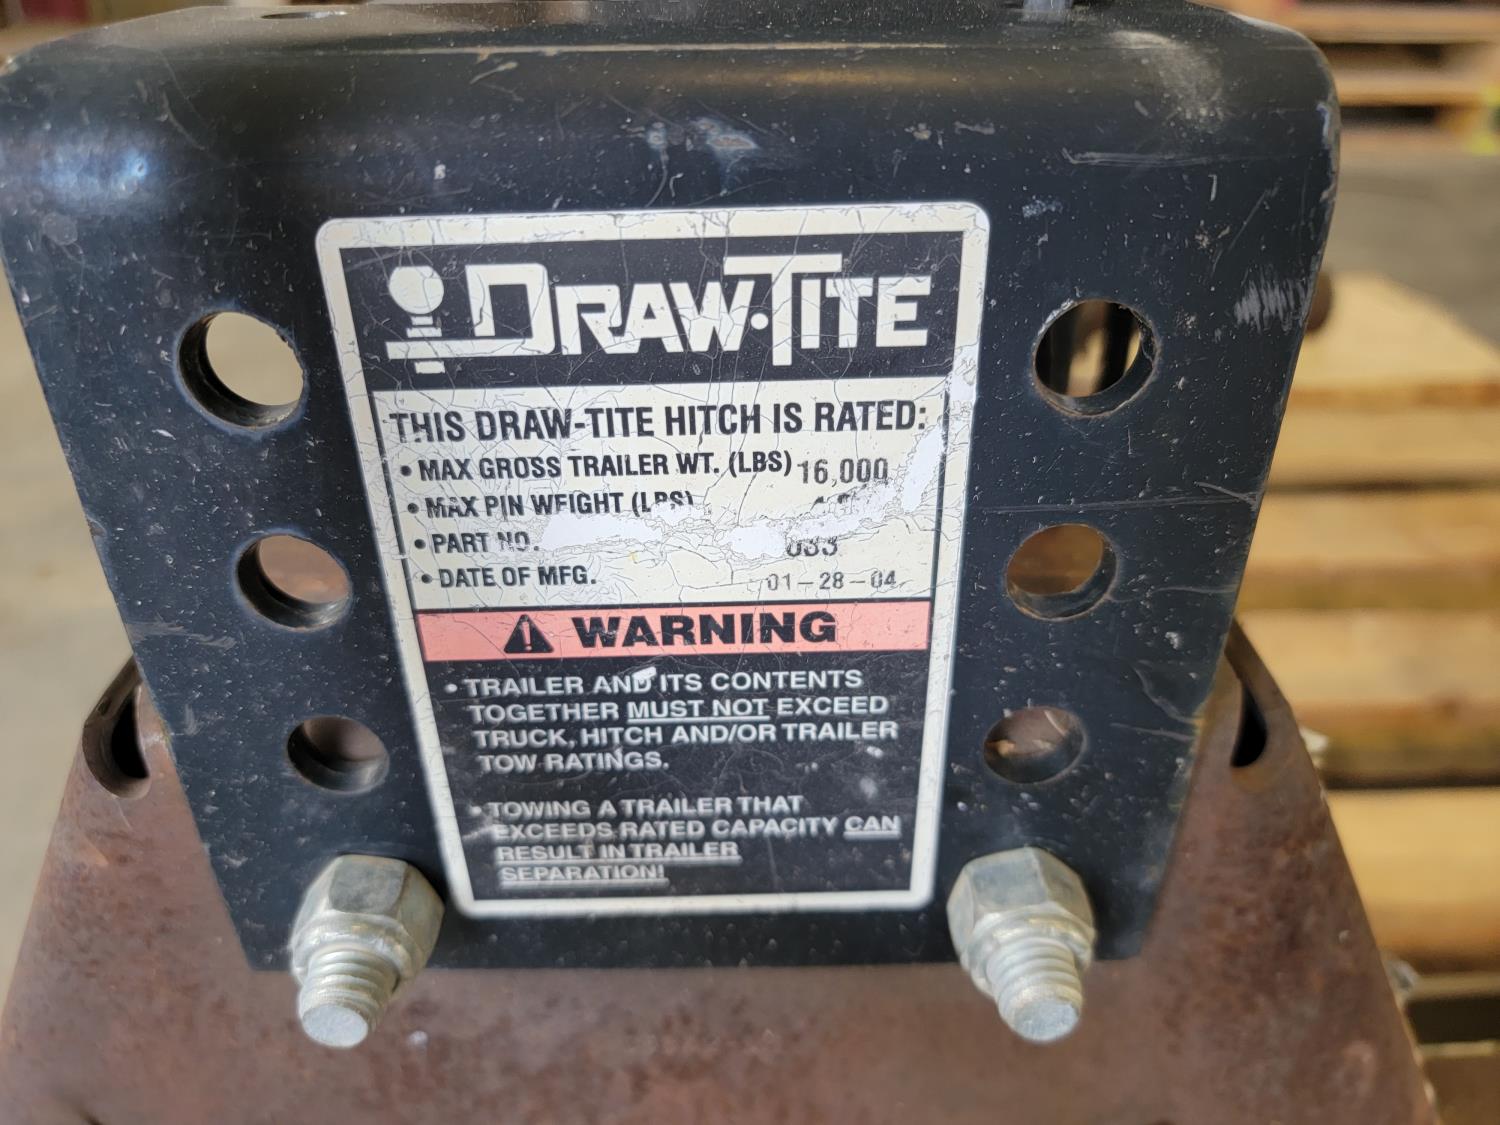 DRAW·TITE
THIS DRAW-TITE HITCH IS RATED:
• MAX GROSS TRAILER WT. (LBS) 16,000
• MAX PIN WEIGHT (LBS)
• PART NO.
• DATE OF MFG. 01-28-04
WARNING
• TRAILER AND ITS CONTENTS
TOGETHER MUST NOT EXCEED
TRUCK, HITCH AND/OR TRAILER
TOW RATINGS.
• TOWING A TRAILER THAT
EXCEEDS RATED CAPACITY CAN
RESULT IN TRAILER
SEPARATION!